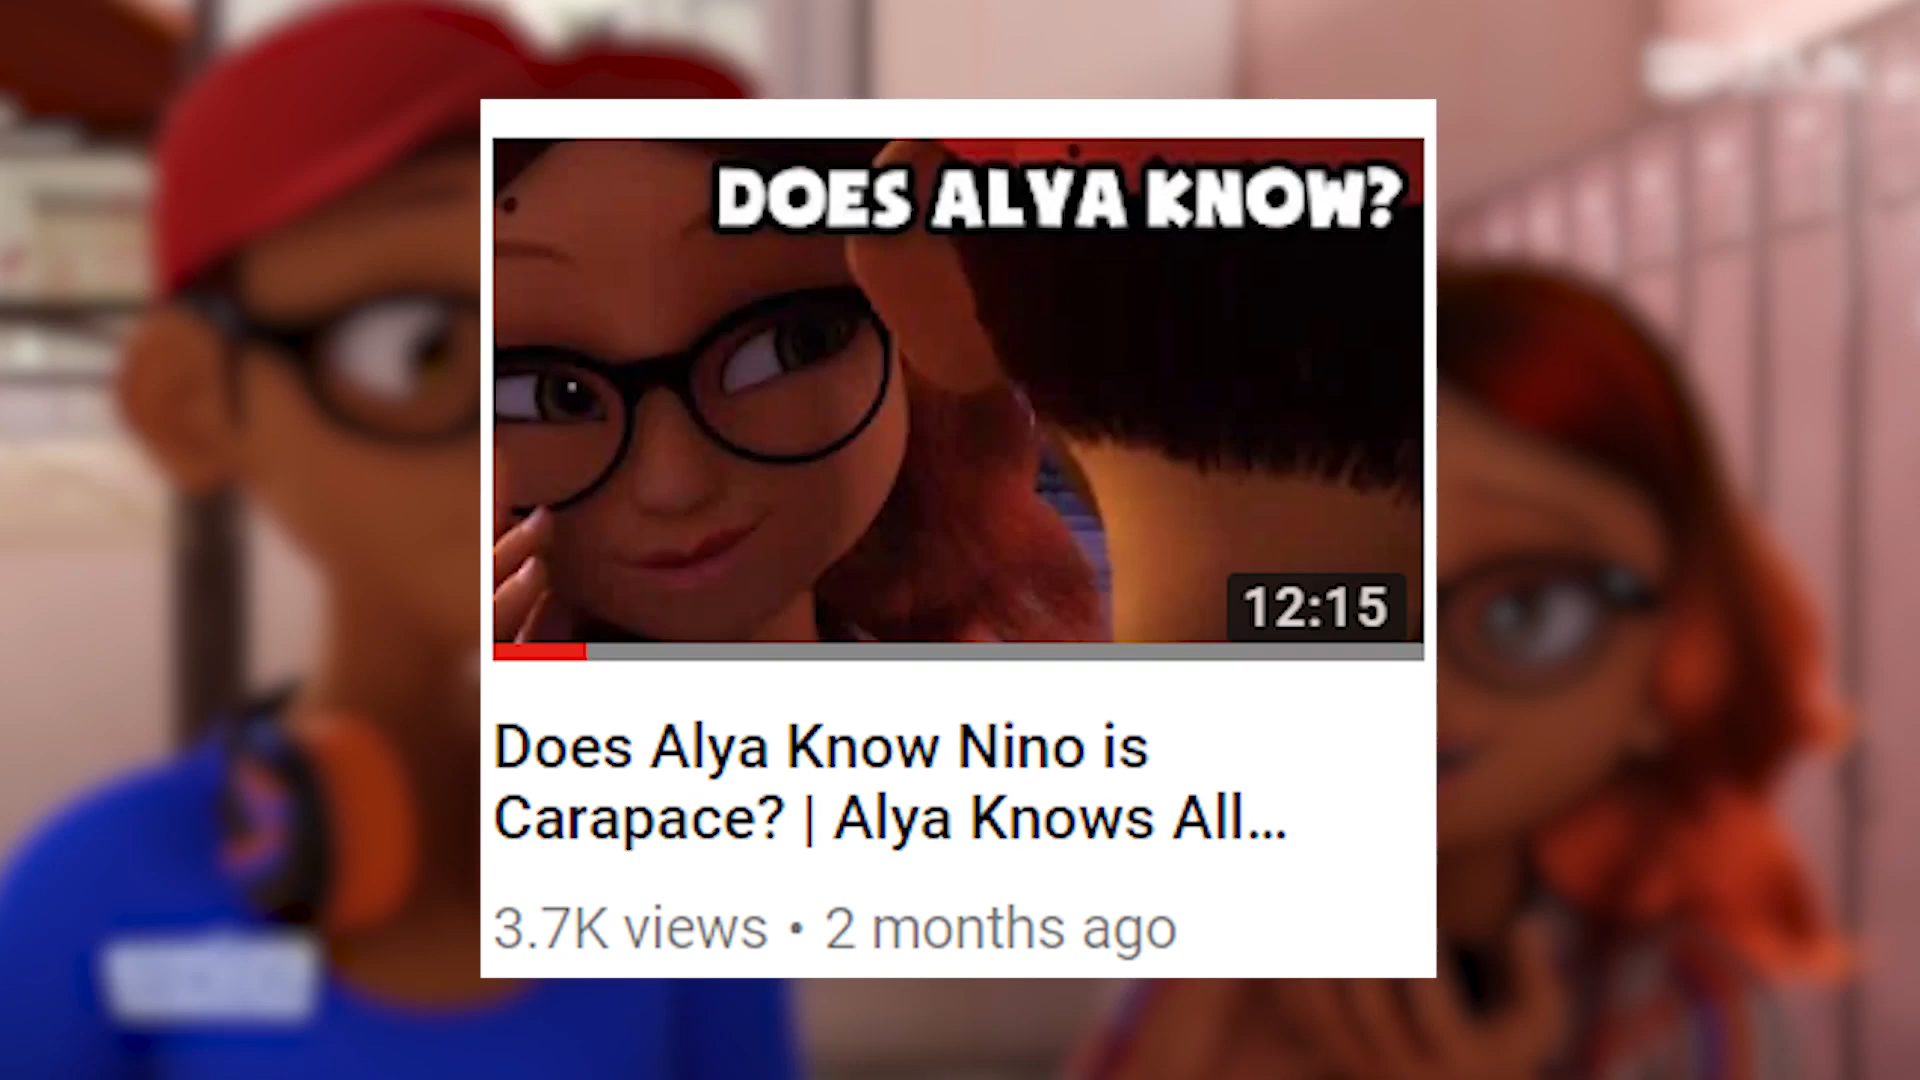 DOES ALYA KNOW?
12:15
Does Alya Know Nino is
Carapace? | Alya Knows All...
3.7K views • 2 months ago